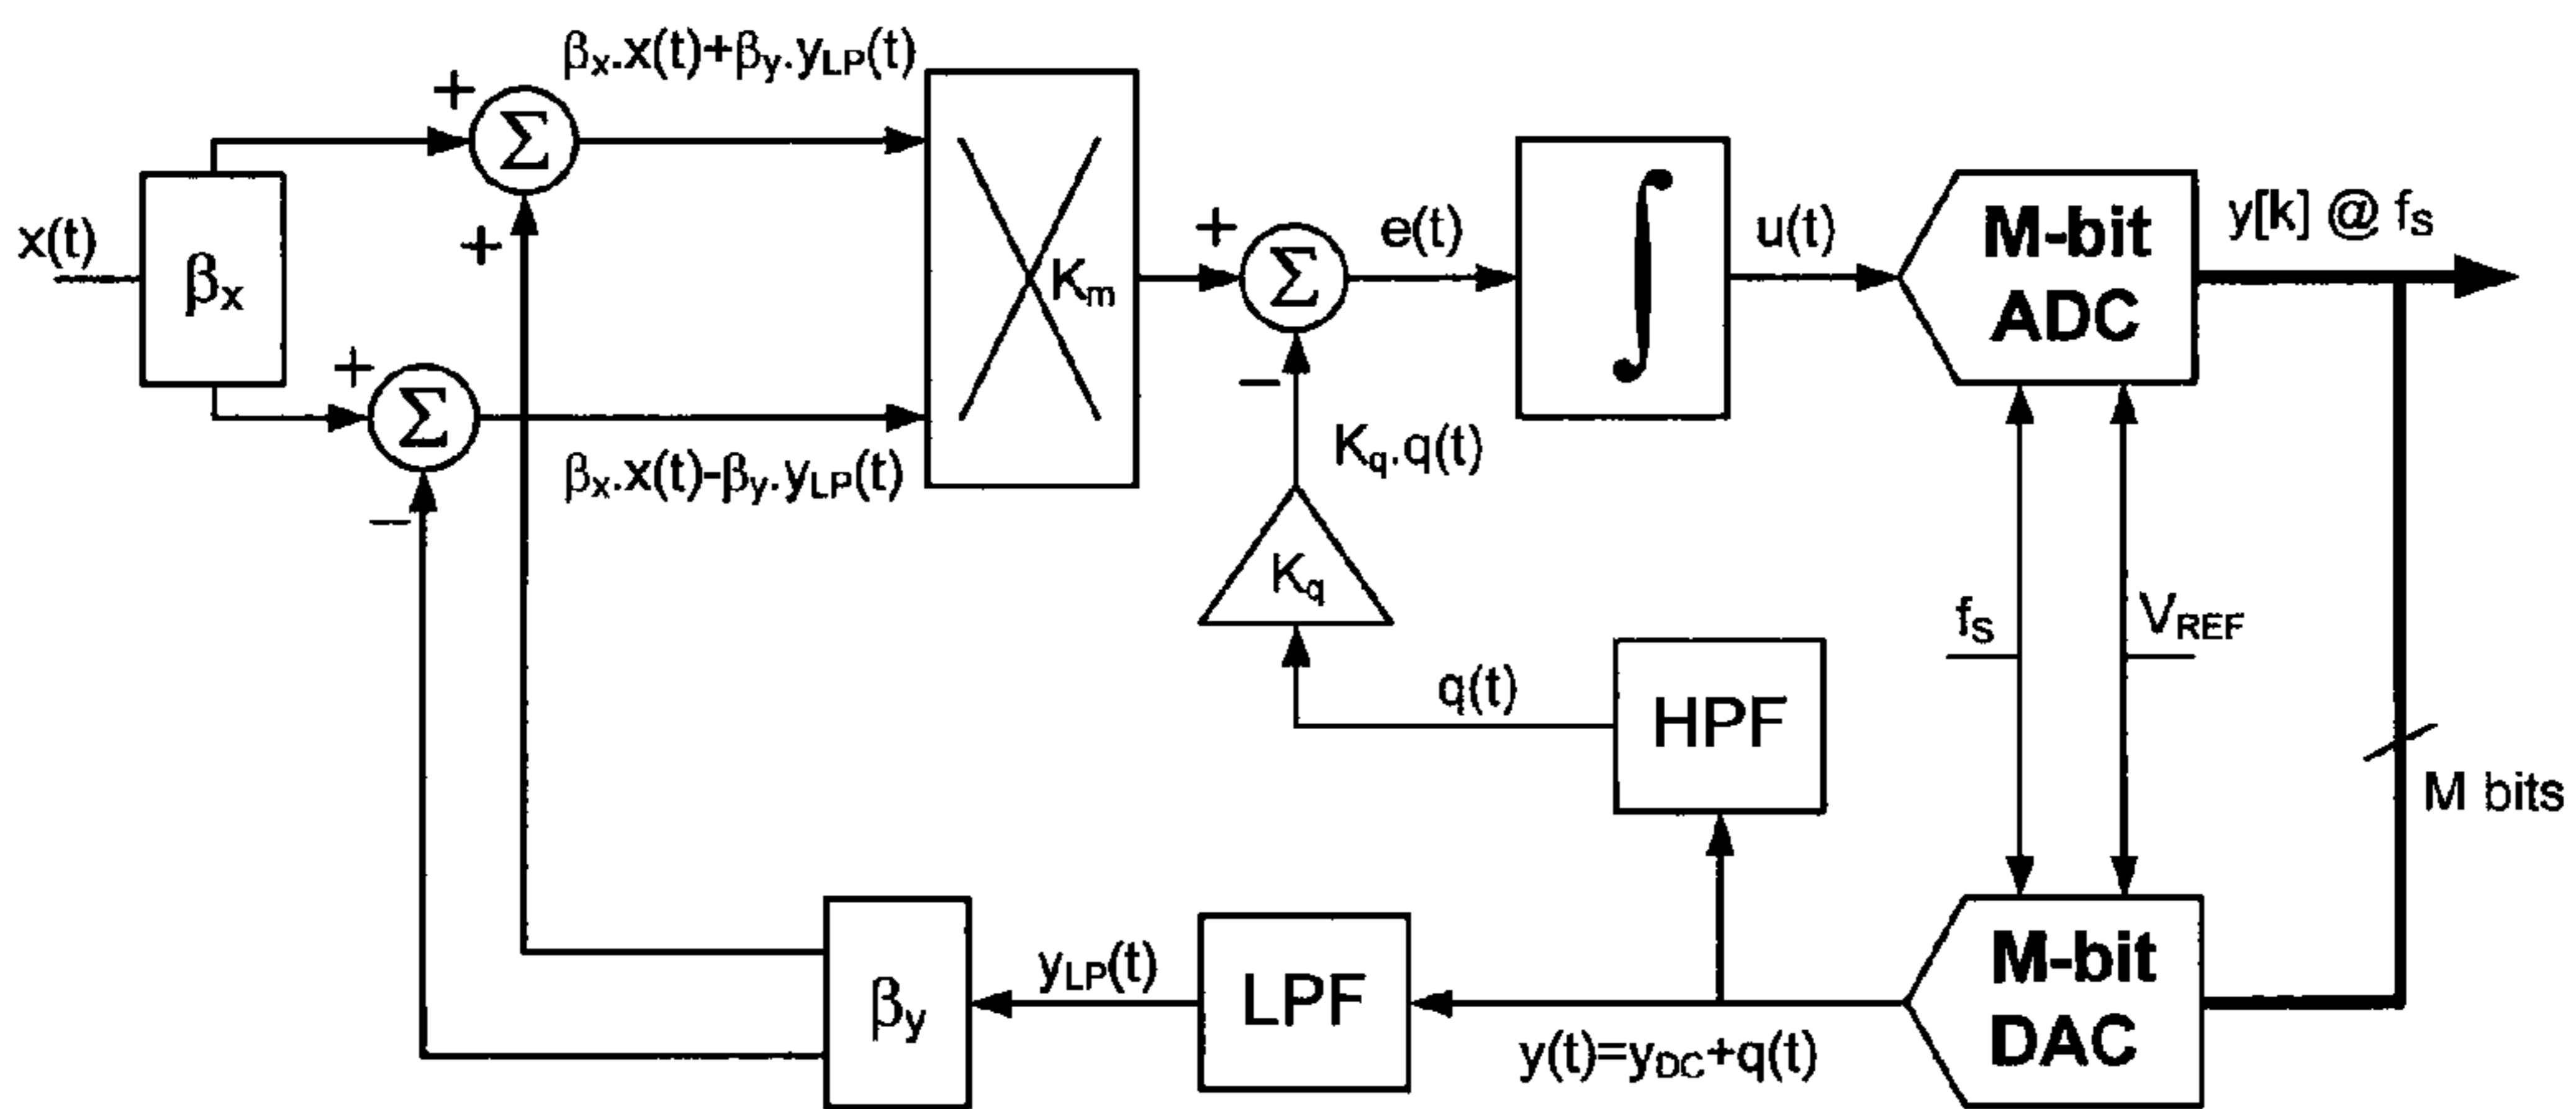 βx.x(t)+βy.yLP(t)
+
Σ
+
x(t)
βx
+
Σ
−
βx.x(t)-βy.yLP(t)
Km
+
Σ
−
e(t)
∫
u(t)
M-bit
ADC
y[k] @ fS
Kq.q(t)
Kq
q(t)
HPF
fS
VREF
M bits
βy
yLP(t)
LPF
y(t)=yDC+q(t)
M-bit
DAC